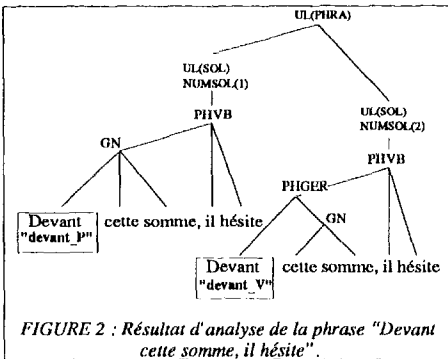 UL(PHRA)
UL(SOL)
NUMSOL(1)
UL(SOL)
NUMSOL(2)
PHVB
PHVB
GN
PHGER
GN
Devant cette somme, il hésite
"devant_P"
Devant cette somme, il hésite
"devant_V"
FIGURE 2 : Résultat d'analyse de la phrase "Devant
cette somme, il hésite".